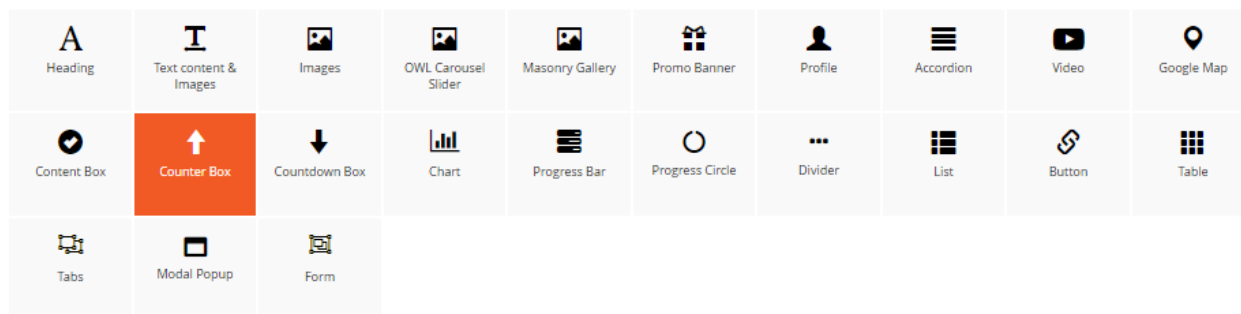 Heading
Text content &
Images
Images
OWL Carousel
Slider
Masonry Gallery
Promo Banner
Profile
Accordion
Video
Google Map
Content Box
Counter Box
Countdown Box
Chart
Progress Bar
Progress Circle
Divider
List
Button
Table
Tabs
Modal Popup
Form